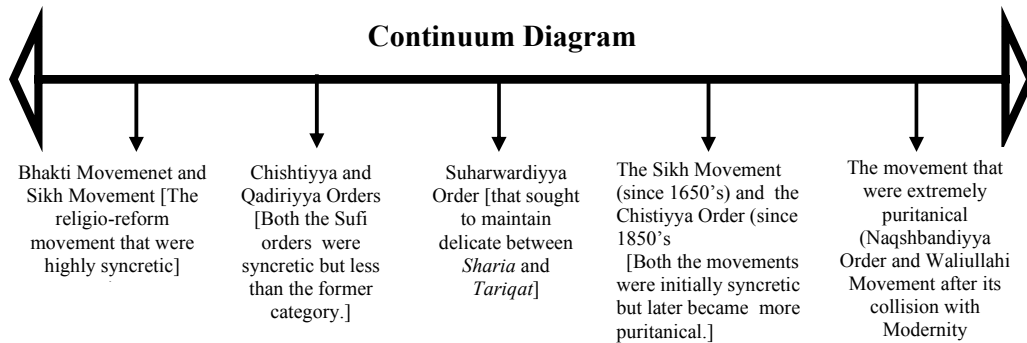 Continuum Diagram
Bhakti Movemenet and
Sikh Movement [The
religio-reform
movement that were
highly syncretic]
Chishtiyya and
Qadiriyya Orders
[Both the Sufi
orders were
syncretic but less
than the former
category.]
Suharwardiyya
Order [that sought
to maintain
delicate between
Sharia and
Tariqat]
The Sikh Movement
(since 1650's) and the
Chistiyya Order (since
1850's
[Both the movements
were initially syncretic
but later became more
puritanical.]
The movement that
were extremely
puritanical
(Naqshbandiyya
Order and Waliullahi
Movement after its
collision with
Modernity